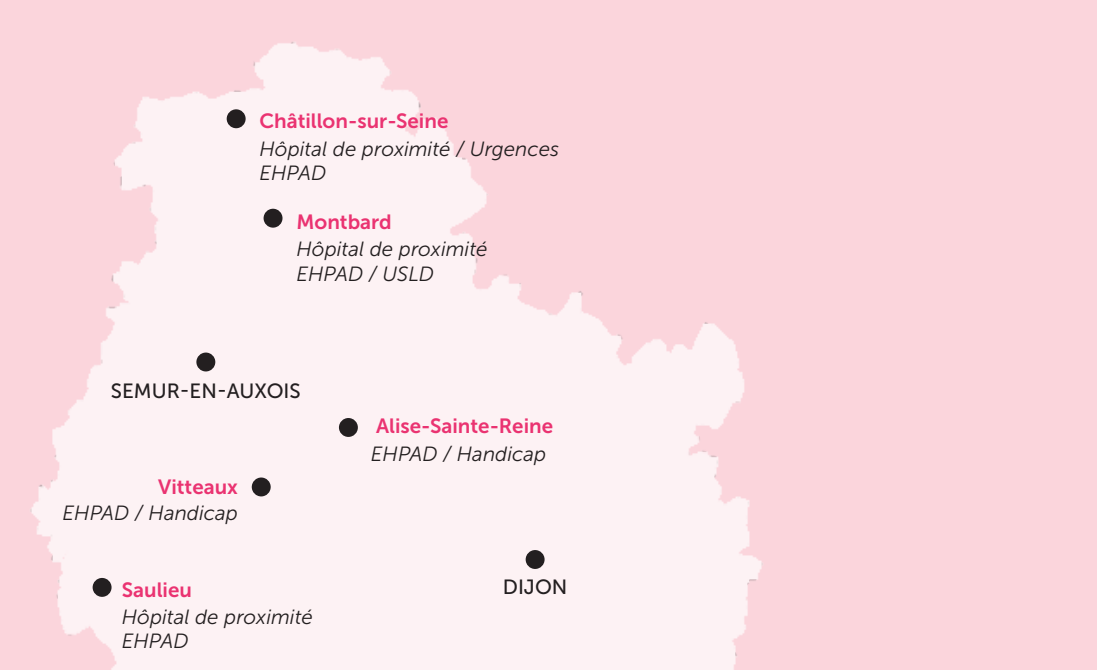 Châtillon-sur-Seine
Hôpital de proximité / Urgences
EHPAD
Montbard
Hôpital de proximité
EHPAD / USLD
SEMUR-EN-AUXOIS
Alise-Sainte-Reine
EHPAD / Handicap
Vitteaux
EHPAD / Handicap
DIJON
Saulieu
Hôpital de proximité
EHPAD